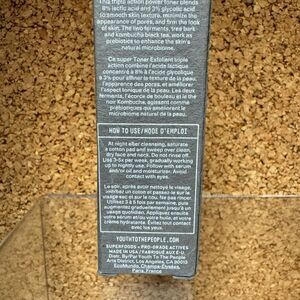 This triple action power toner blends
8% lactic acid and 3% glycolic acid
to smooth skin texture, minimize the
appearance of pores, and firm the look
of skin. The two ferments, tree bark
and kombucha black tea, work as
prebiotics to enhance the skin's
natural microbiome.
Ce super Toner Exfoliant triple
action combine l'acide lactique
concentré à 8% à l'acide glycolique
à 3% pour affiner la texture de la peau,
l'apparence des pores, et améliorer
l'aspect tonique de la peau. Les deux
ferments, l'écorce de bouleau et le thé
noir Kombucha, agissent comme
prébiotiques qui améliorent le
microbiome naturel de la peau.
HOW TO USE/MODE D'EMPLOI
At night after cleansing, saturate
a cotton pad and sweep over clean,
dry face and neck. Do not rinse off.
Use 3-5x per week, gradually working
up to nightly use. Follow with serum
and/or oil and moisturizer. Avoid
contact with eyes.
Le soir, après avoir nettoyé le visage,
imbibez un coton et passez-le sur le
visage sec et sur le cou. Ne pas rincer.
Utilisez 3 à 5 fois par semaine, puis
augmentez graduellement jusqu'à un
usage quotidien. Appliquez ensuite
votre sérum et/ou votre huile, et votre
crème hydratante. Évitez tout contact
avec les yeux.
YOUTHTOTHEPEOPLE.COM
SUPERFOODS + PRO-GRADE ACTIVES
MADE IN USA/FABRIQUÉ AUX É-U.
Distr. By/Par Youth To The People
Arts District, Los Angeles, CA 90013
EcoMundo, Champs-Élysées,
Paris, France